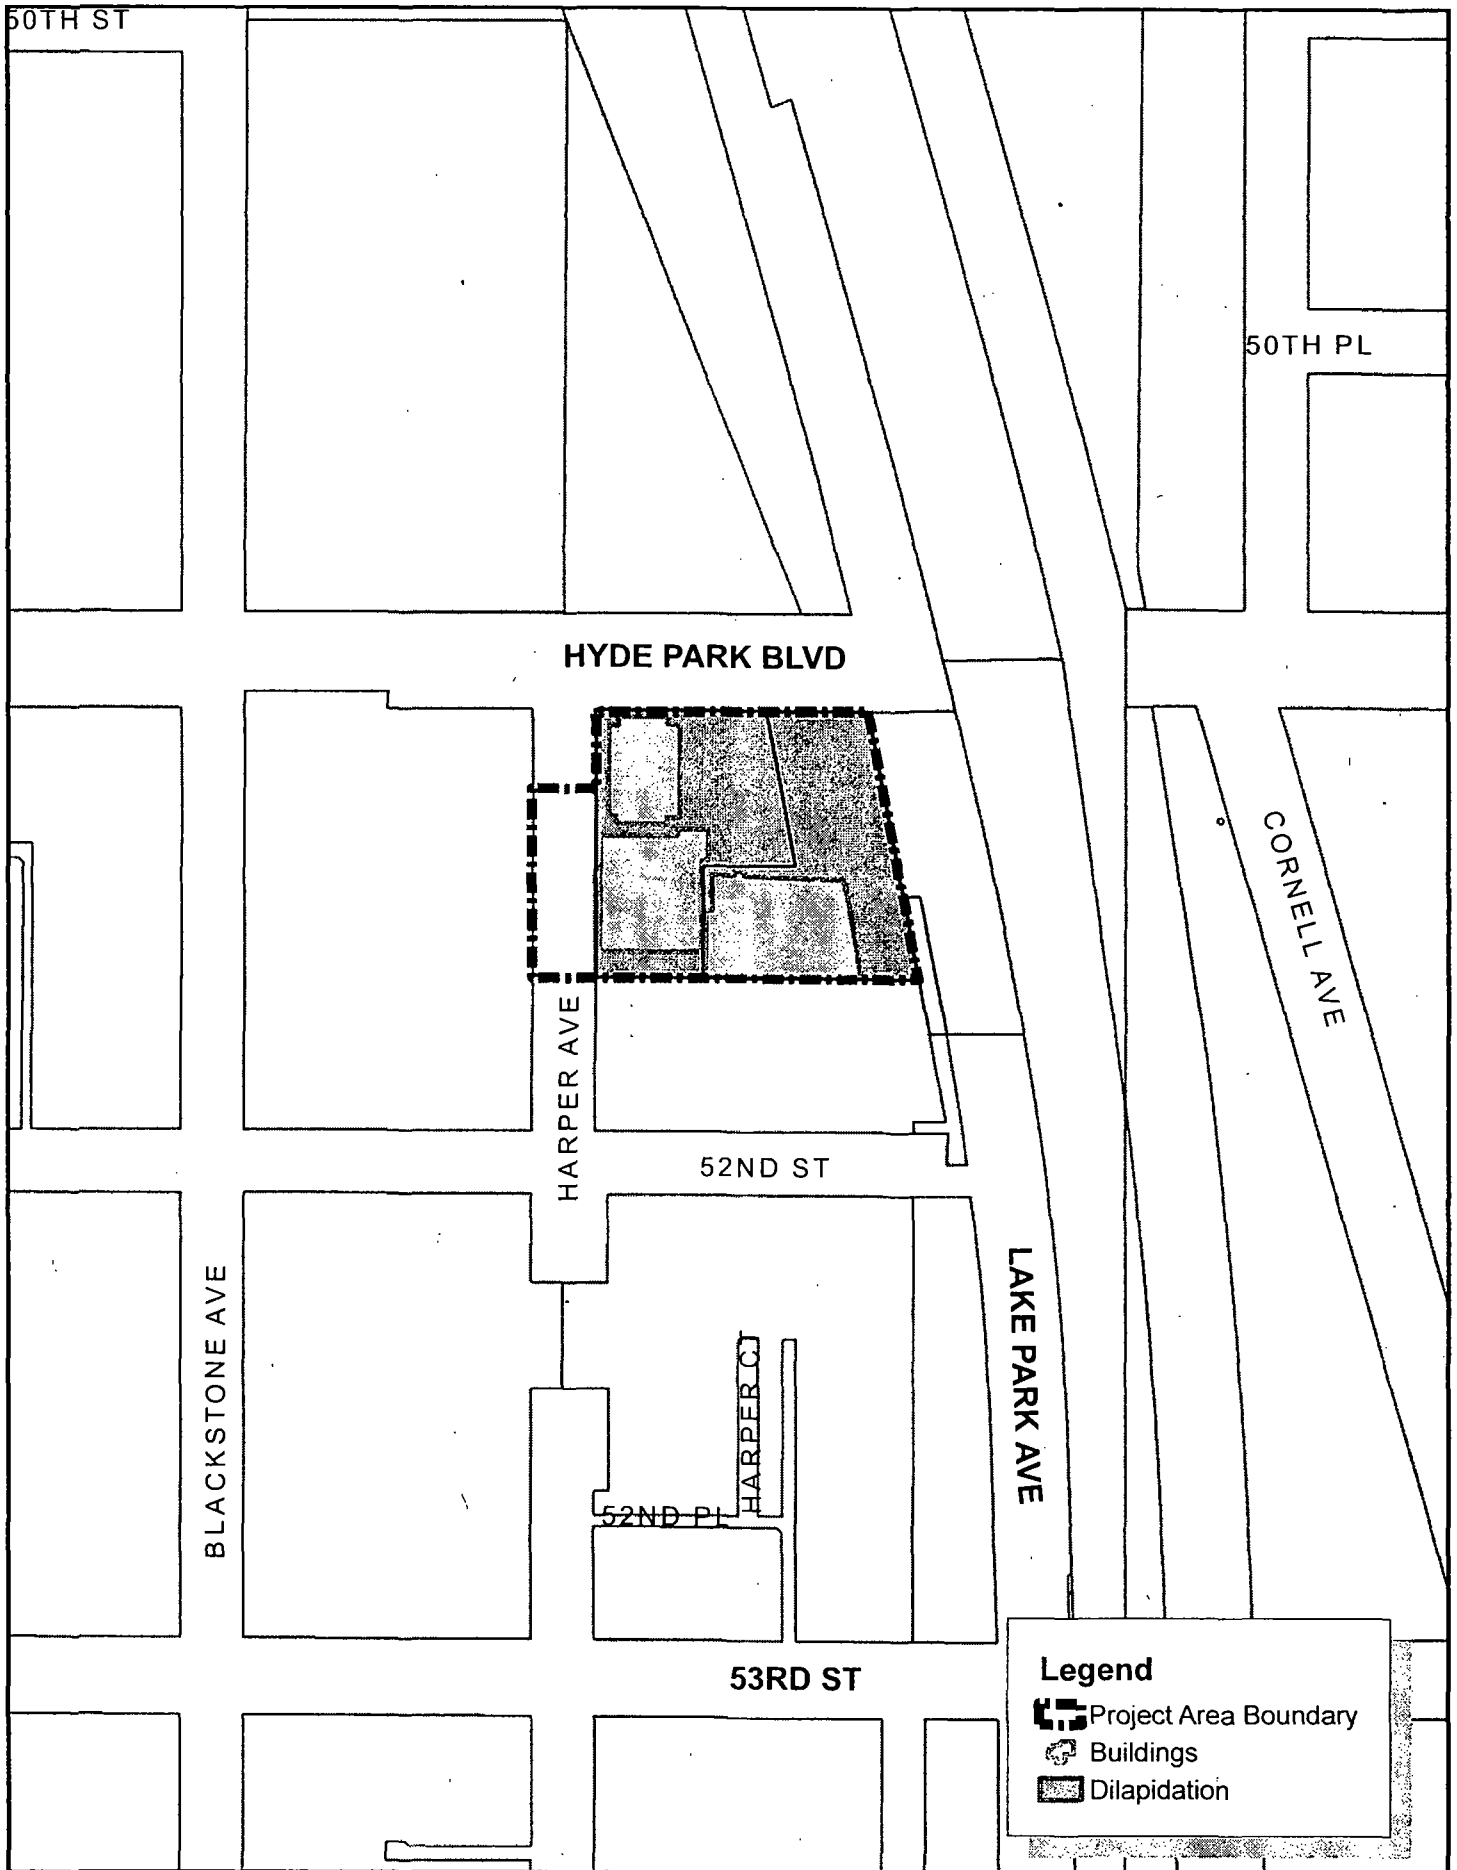 50TH ST
50TH PL
HYDE PARK BLVD
CORNELL AVE
HARPER AVE
52ND ST
LAKE PARK AVE
BLACKSTONE AVE
HARPER CT
52ND PL
53RD ST
Legend
Project Area Boundary
Buildings
Dilapidation